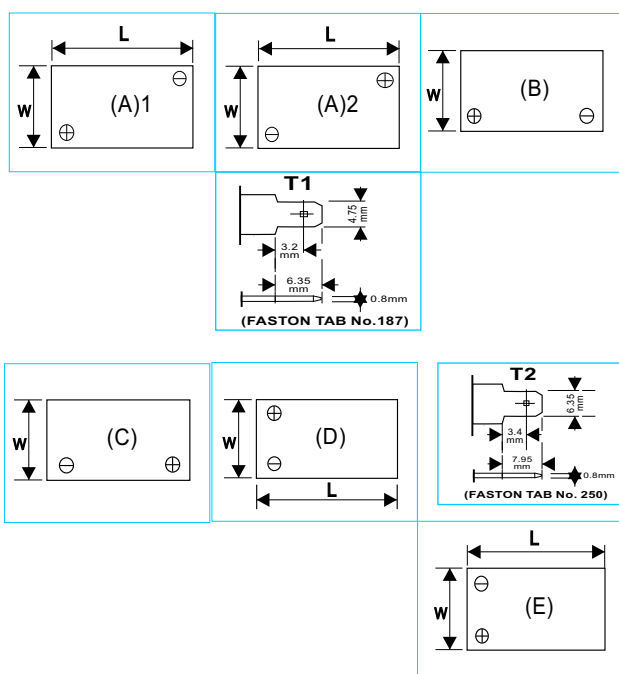 L
W
(A)1
⊖
⊕
L
W
(A)2
⊕
⊖
W
(B)
⊕
⊖
T1
4.75
mm
3.2
mm
6.35
mm
0.8mm
(FASTON TAB No.187)
W
(C)
⊖
⊕
W
(D)
⊕
⊖
L
T2
6.35
mm
3.4
mm
7.95
mm
0.8mm
(FASTON TAB No. 250)
L
W
(E)
⊖
⊕